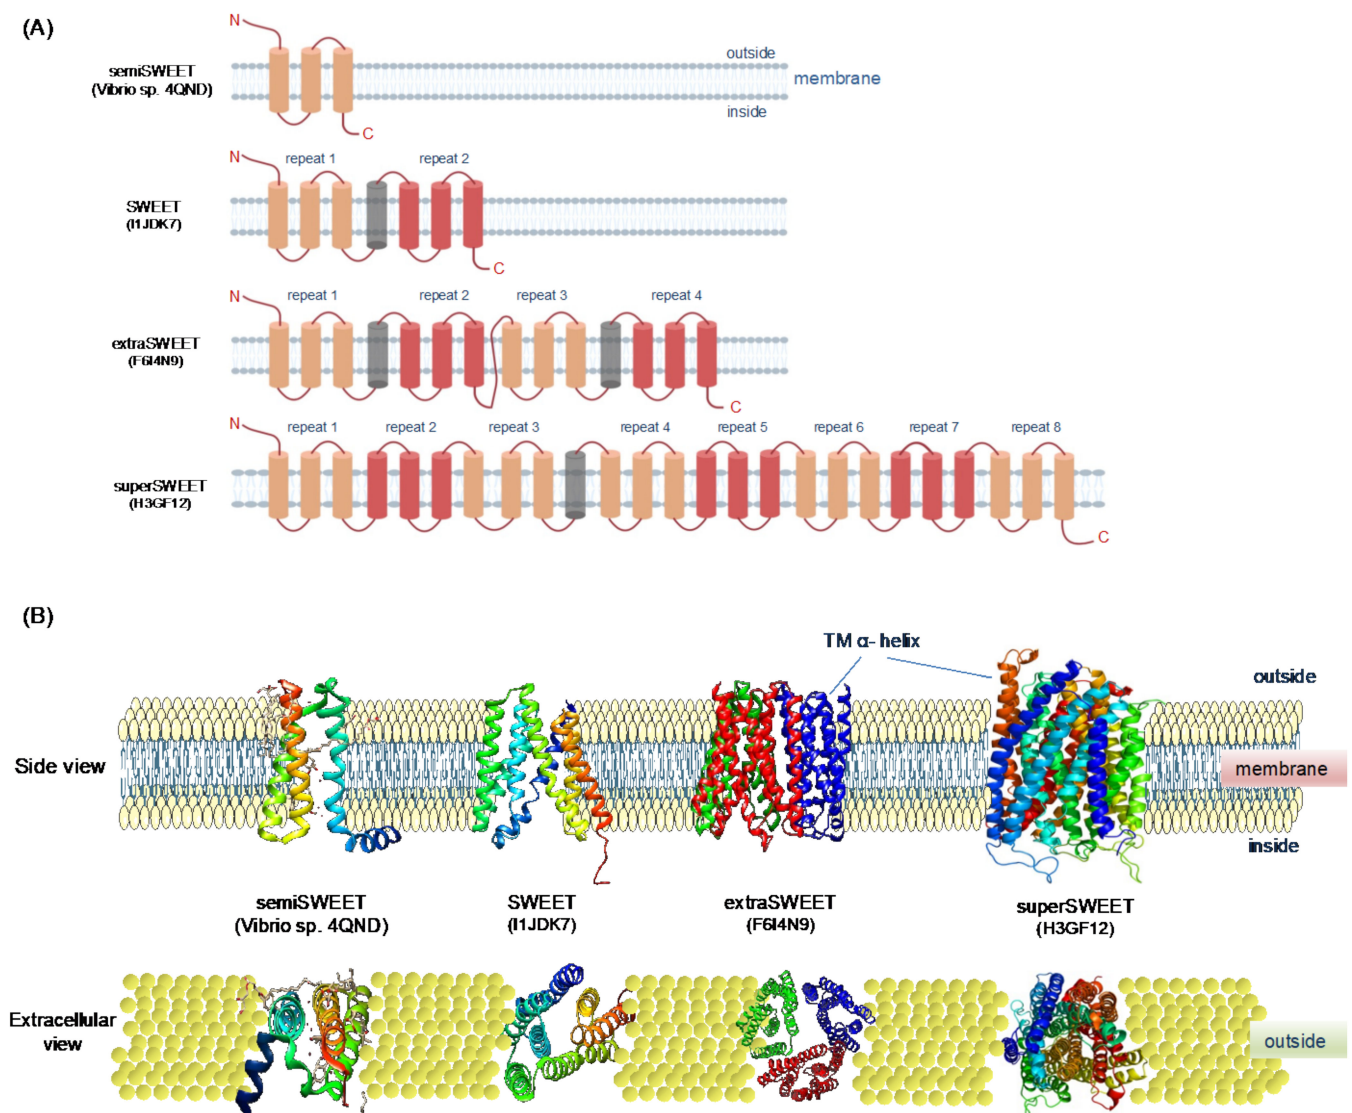 (A)
N
semiSWEET
(Vibrio sp. 4QND)
outside
membrane
inside
C
N
repeat 1
repeat 2
SWEET
(I1JDK7)
C
N
repeat 1
repeat 2
repeat 3
repeat 4
extraSWEET
(F6I4N9)
C
N
repeat 1
repeat 2
repeat 3
repeat 4
repeat 5
repeat 6
repeat 7
repeat 8
superSWEET
(H3GF12)
C
(B)
TM α- helix
outside
Side view
membrane
inside
semiSWEET
(Vibrio sp. 4QND)
SWEET
(I1JDK7)
extraSWEET
(F6I4N9)
superSWEET
(H3GF12)
Extracellular
view
outside